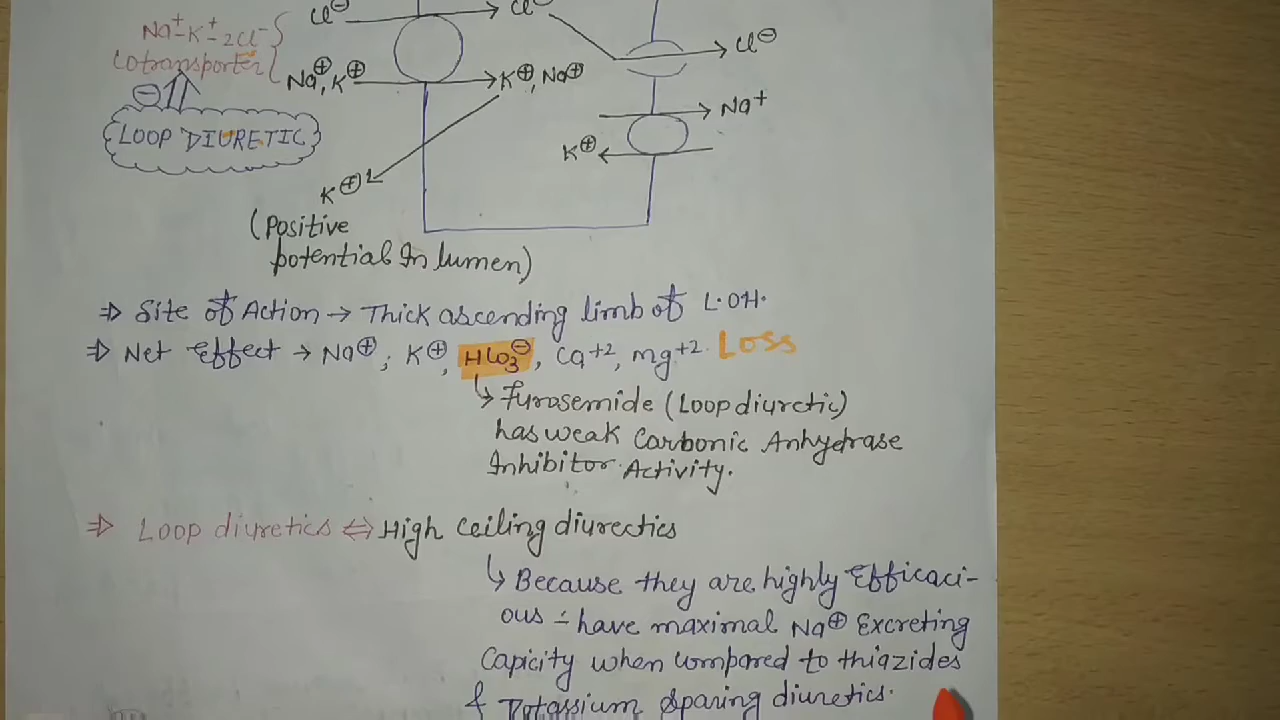 Cl⊖ → Cl⊖
Na⁺-K⁺-2Cl⁻
Cotransporter
→ Cl⊖
Na⊕, K⊕ → K⊕, Na⊕
⊖
→ Na+
LOOP DIURETIC
K⊕ ←
K⊕
(Positive
potential In lumen)
⇒ Site of Action → Thick ascending limb of L.OH.
⇒ Net Effect → Na⊕, K⊕, HCO3⊖, Ca+2, mg+2. Loss
↳ Furosemide (Loop diuretic)
has weak Carbonic Anhydrase
Inhibitor Activity.
⇒ Loop diuretics ⇔ High Ceiling diurectics
↳ Because they are highly Efficaci-
ous ÷ have maximal Na⊕ Excreting
Capicity when compared to thiazides
& Potassium sparing diuretics.